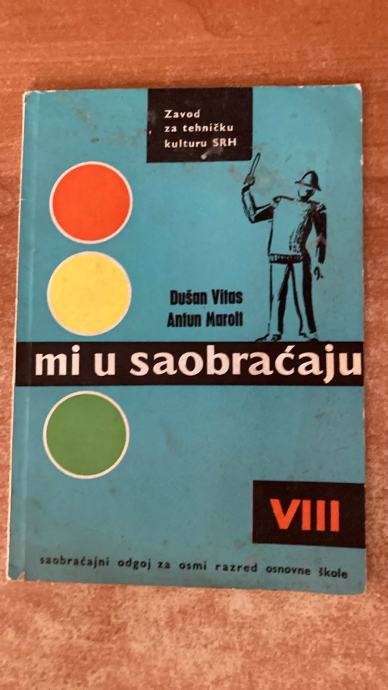 Zavod
za tehničku
kulturu SRH
Dušan Vitas
Antun Marolt
mi u saobraćaju
VIII
saobraćajni odgoj za osmi razred osnovne škole